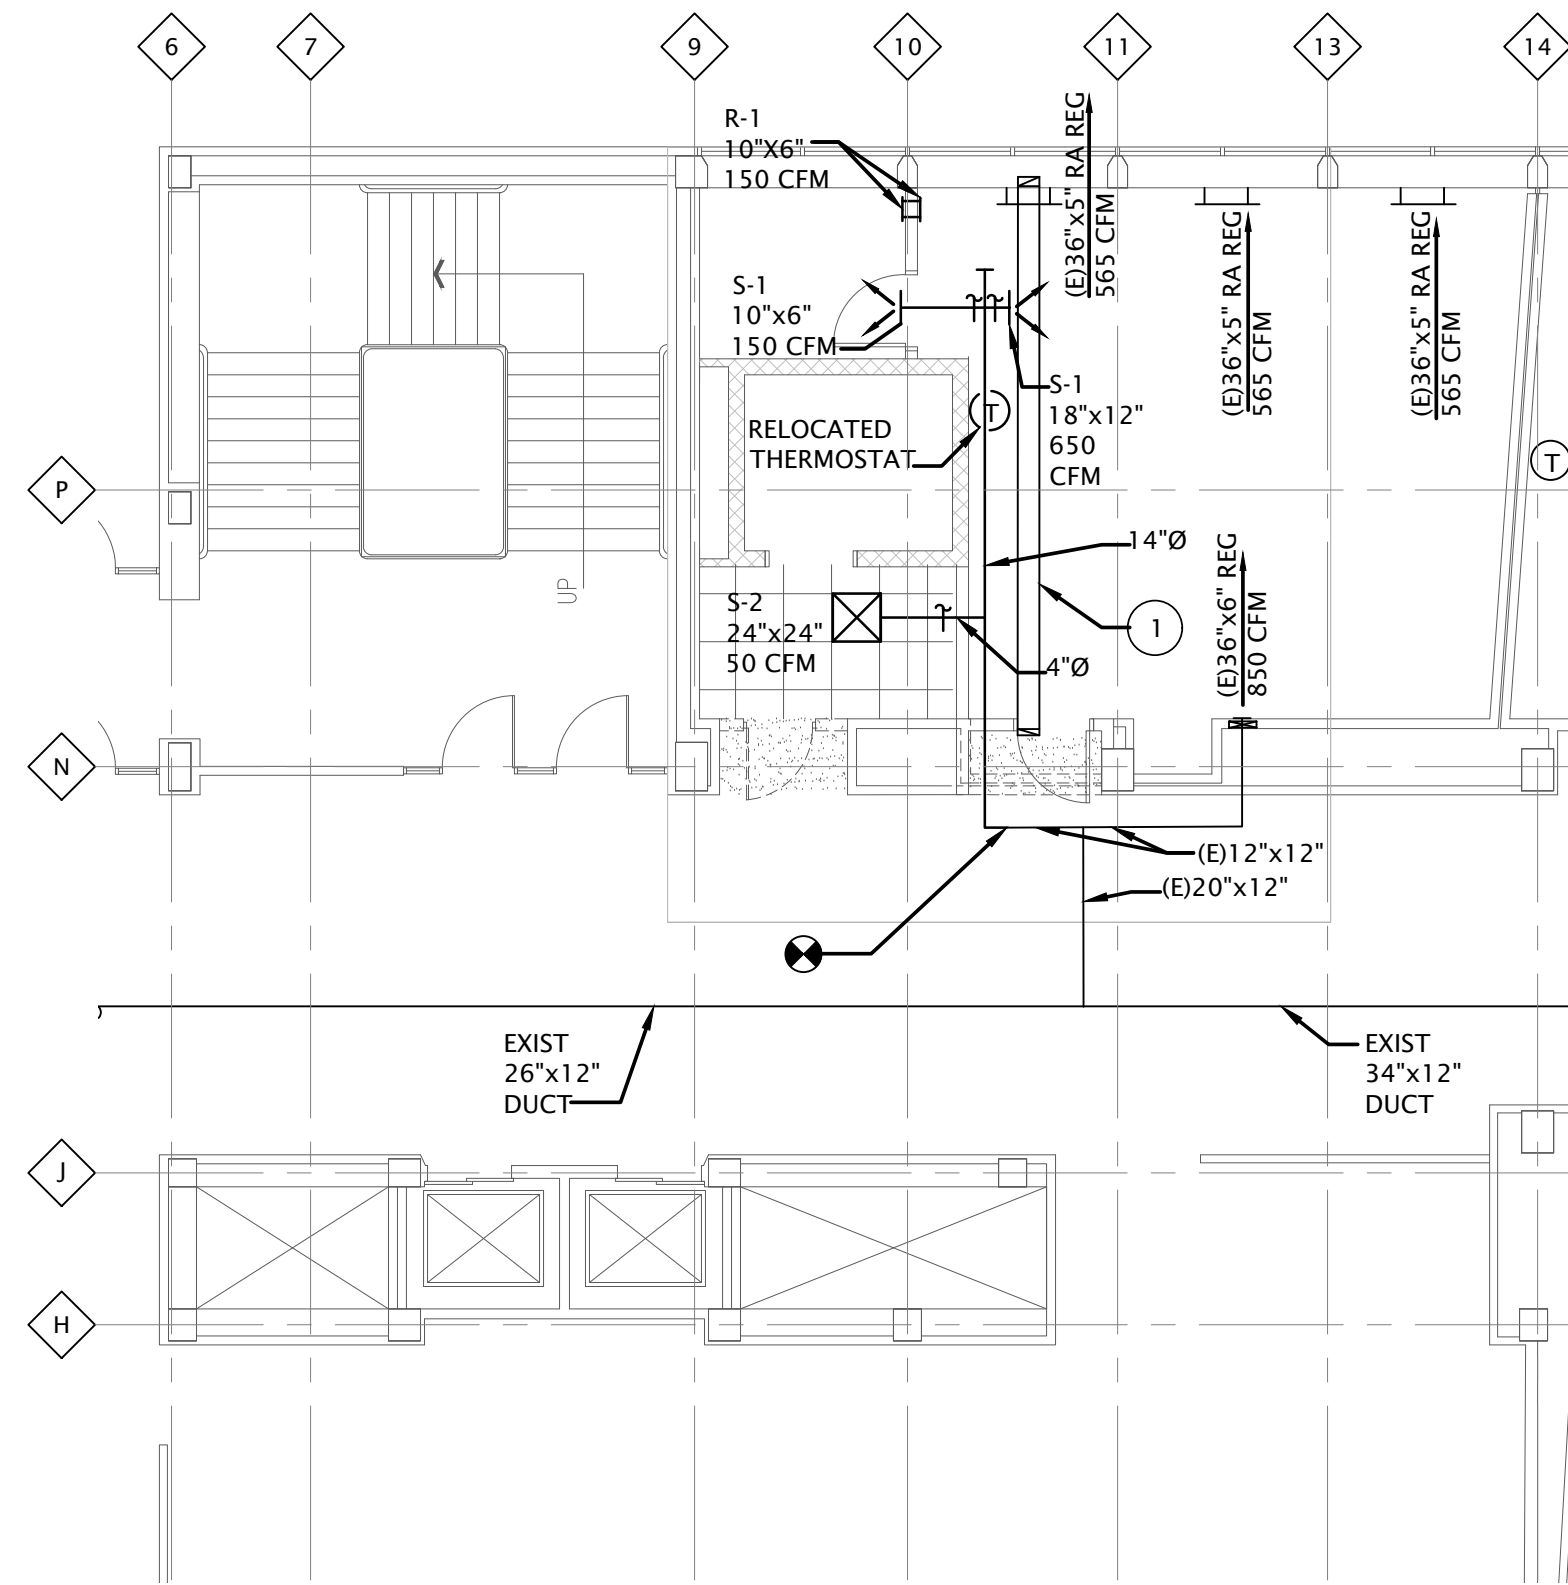 6
7
9
10
11
13
14
R-1
10"X6"
150 CFM
(E)36"x5" RA REG
565 CFM
(E)36"x5" RA REG
565 CFM
(E)36"x5" RA REG
565 CFM
S-1
10"x6"
150 CFM
S-1
18"x12"
650
CFM
RELOCATED
THERMOSTAT
T
T
P
14"Ø
UP
S-2
24"x24"
50 CFM
4"Ø
1
(E)36"x6" REG
850 CFM
N
(E)12"x12"
(E)20"x12"
EXIST
26"x12"
DUCT
EXIST
34"x12"
DUCT
J
H